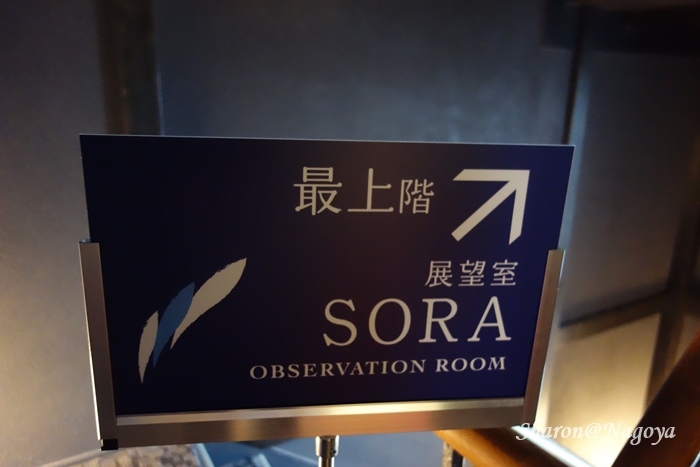 最上階
展望室
SORA
OBSERVATION ROOM
Sharon@Nagoya